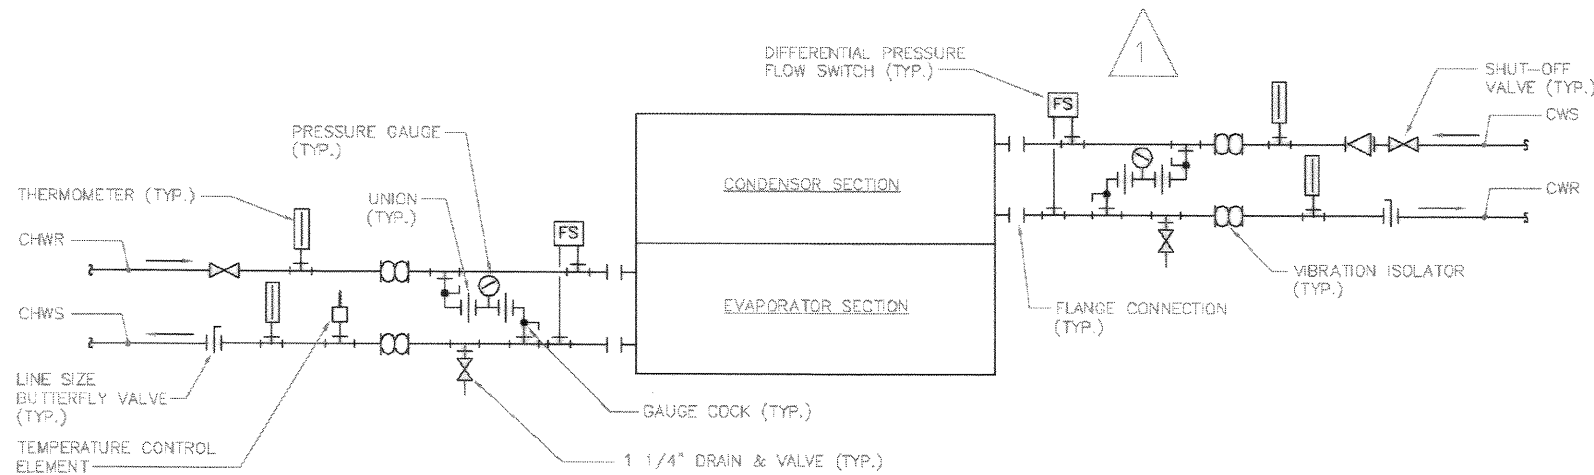 DIFFERENTIAL PRESSURE
FLOW SWITCH (TYP.)
1
SHUT-OFF
VALVE (TYP.)
FS
CWS
PRESSURE GAUGE
(TYP.)
CONDENSOR SECTION
CWR
THERMOMETER (TYP.)
UNION
(TYP.)
FS
CHWR
VIBRATION ISOLATOR
(TYP.)
EVAPORATOR SECTION
FLANGE CONNECTION
(TYP.)
CHWS
LINE SIZE
BUTTERFLY VALVE
(TYP.)
GAUGE COCK (TYP.)
TEMPERATURE CONTROL
ELEMENT
1 1/4" DRAIN & VALVE (TYP.)